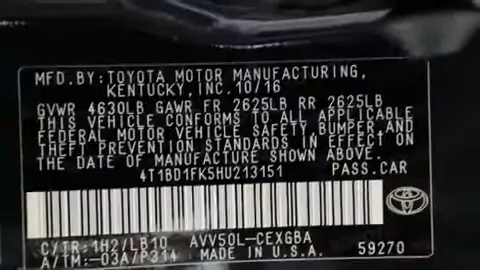 MFD.BY:TOYOTA MOTOR MANUFACTURING,
KENTUCKY,INC.10/16
GVWR 4630LB GAWR FR 2625LB RR 2625LB
THIS VEHICLE CONFORMS TO ALL APPLICABLE
FEDERAL MOTOR VEHICLE SAFETY,BUMPER,AND
THEFT PREVENTION STANDARDS IN EFFECT ON
THE DATE OF MANUFACTURE SHOWN ABOVE.
4T1BD1FK5HU213151 PASS.CAR
C/TR:1H2/LB10 AVV50L-CEXGBA
A/TM:-03A/P314 MADE IN U.S.A. 59270